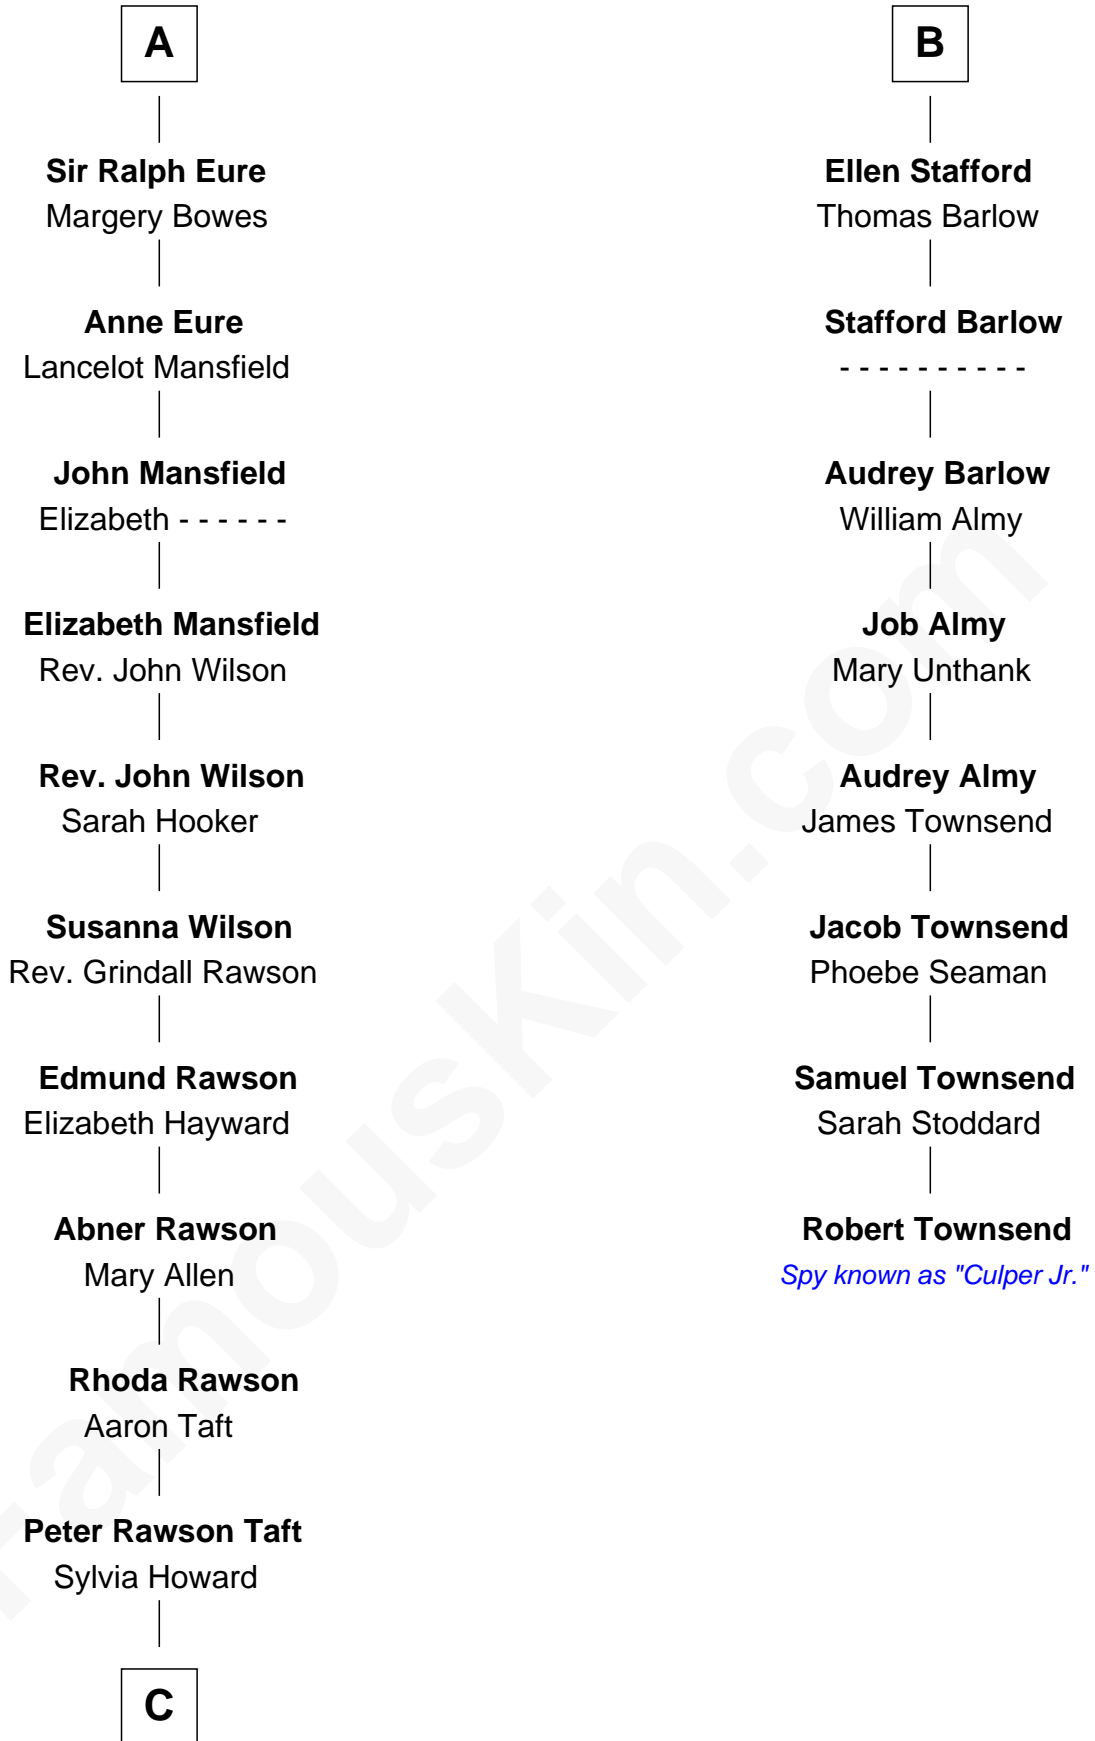 A
Sir Ralph Eure
Margery Bowes
Anne Eure
Lancelot Mansfield
John Mansfield
Elizabeth - - - - - -
Elizabeth Mansfield
Rev. John Wilson
Rev. John Wilson
Sarah Hooker
Susanna Wilson
Rev. Grindall Rawson
Edmund Rawson
Elizabeth Hayward
Abner Rawson
Mary Allen
Rhoda Rawson
Aaron Taft
Peter Rawson Taft
Sylvia Howard
C
B
Ellen Stafford
Thomas Barlow
Stafford Barlow
- - - - - - - - - -
Audrey Barlow
William Almy
Job Almy
Mary Unthank
Audrey Almy
James Townsend
Jacob Townsend
Phoebe Seaman
Samuel Townsend
Sarah Stoddard
Robert Townsend
Spy known as "Culper Jr."
FamousKin.com